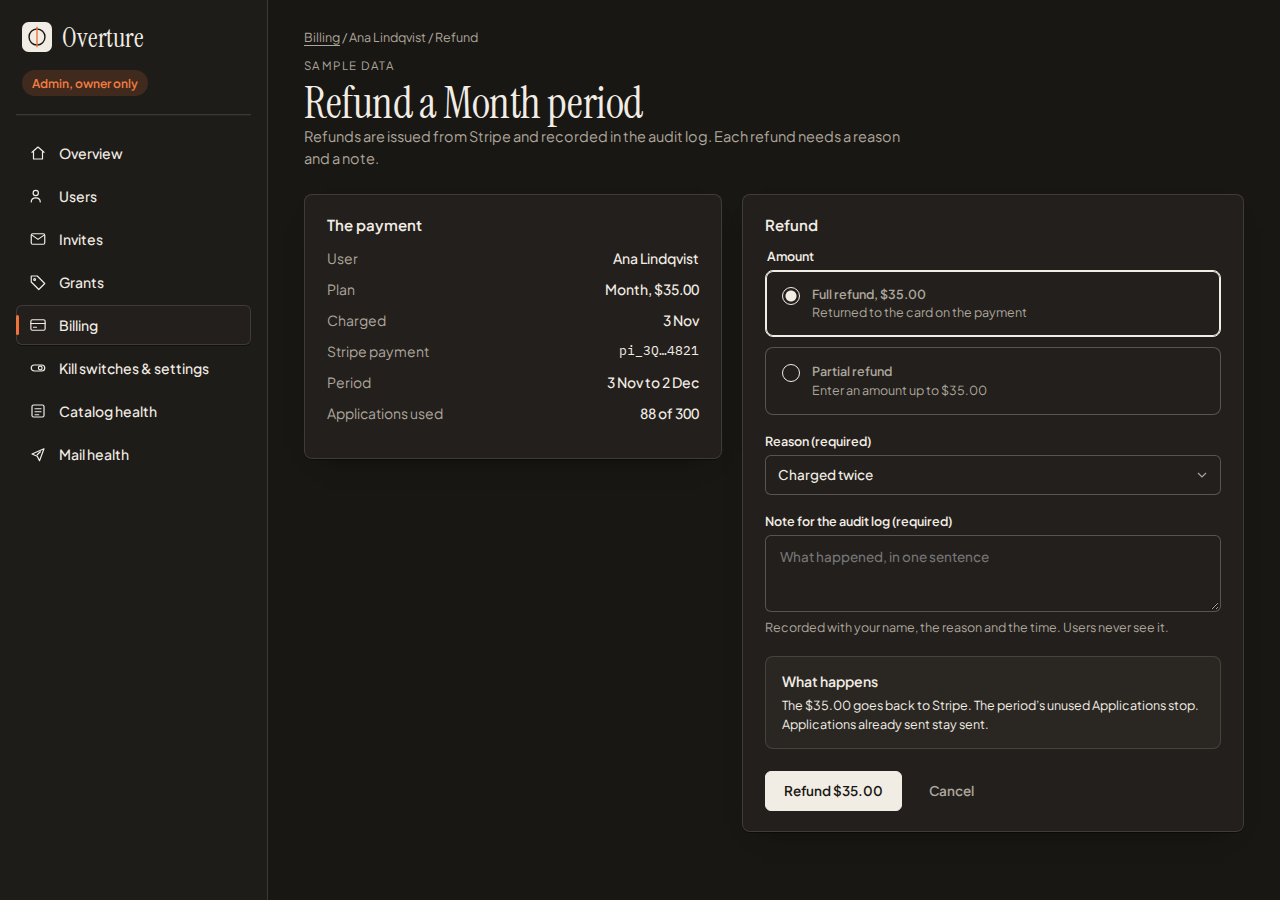 Overture
Admin, owner only
Overview
Users
Invites
Grants
Billing
Kill switches & settings
Catalog health
Mail health
Billing / Ana Lindqvist / Refund
SAMPLE DATA
Refund a Month period
Refunds are issued from Stripe and recorded in the audit log. Each refund needs a reason
and a note.
The payment
User Ana Lindqvist
Plan Month, $35.00
Charged 3 Nov
Stripe payment pi_3Q…4821
Period 3 Nov to 2 Dec
Applications used 88 of 300
Refund
Amount
Full refund, $35.00
Returned to the card on the payment
Partial refund
Enter an amount up to $35.00
Reason (required)
Charged twice
Note for the audit log (required)
What happened, in one sentence
Recorded with your name, the reason and the time. Users never see it.
What happens
The $35.00 goes back to Stripe. The period's unused Applications stop.
Applications already sent stay sent.
Refund $35.00
Cancel